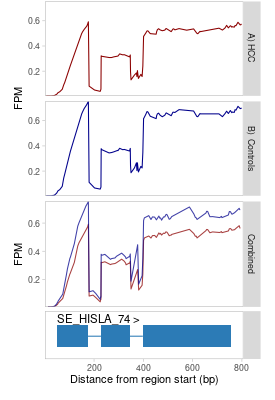 0.6
0.4
0.2
FPM
A) HCC
0.6
0.4
0.2
FPM
B) Controls
0.6
0.4
0.2
FPM
Combined
SE_HISLA_74 >
200 400 600 800
Distance from region start (bp)